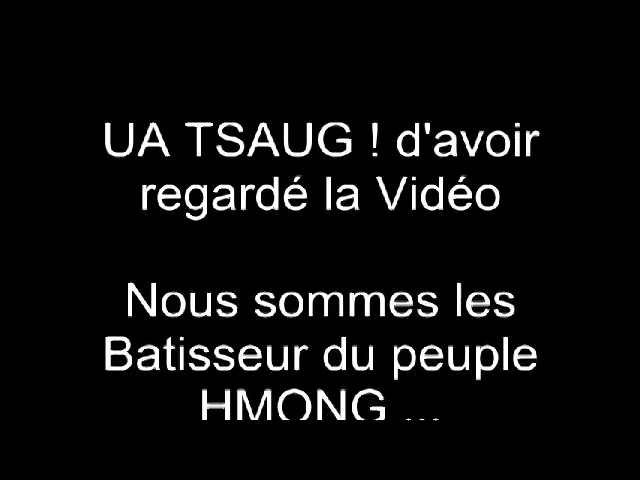 UA TSAUG ! d'avoir
regardé la Vidéo
Nous sommes les
Batisseur du peuple
HMONG ...